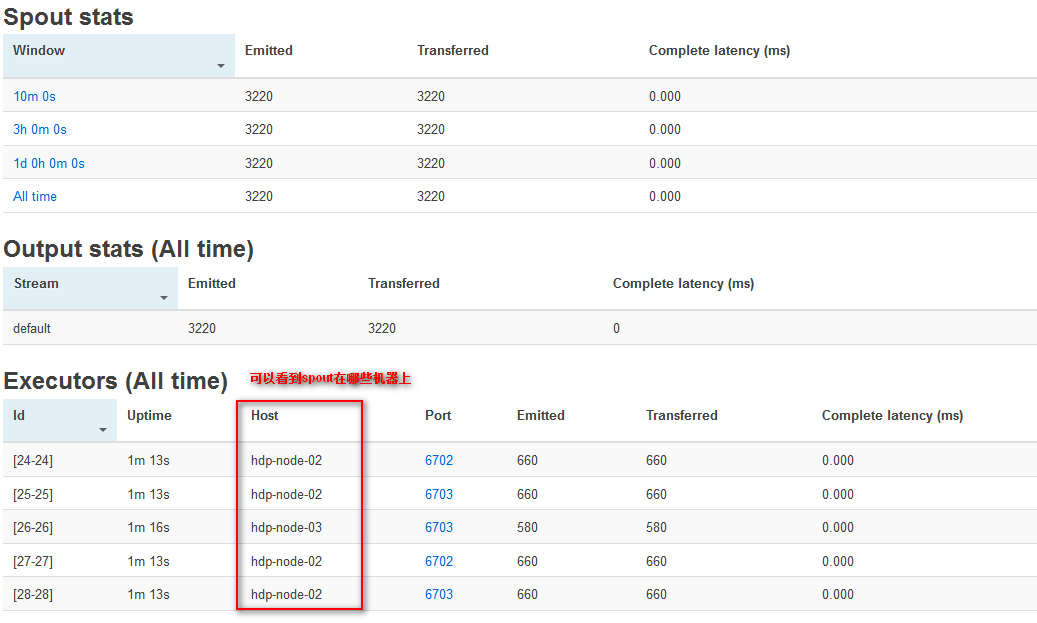 Spout stats
Window Emitted Transferred Complete latency (ms)
10m 0s 3220 3220 0.000
3h 0m 0s 3220 3220 0.000
1d 0h 0m 0s 3220 3220 0.000
All time 3220 3220 0.000
Output stats (All time)
Stream Emitted Transferred Complete latency (ms)
default 3220 3220 0
Executors (All time) 可以看到spout在哪些机器上
Id Uptime Host Port Emitted Transferred Complete latency (ms)
[24-24] 1m 13s hdp-node-02 6702 660 660 0.000
[25-25] 1m 13s hdp-node-02 6703 660 660 0.000
[26-26] 1m 16s hdp-node-03 6703 580 580 0.000
[27-27] 1m 13s hdp-node-02 6702 660 660 0.000
[28-28] 1m 13s hdp-node-02 6703 660 660 0.000